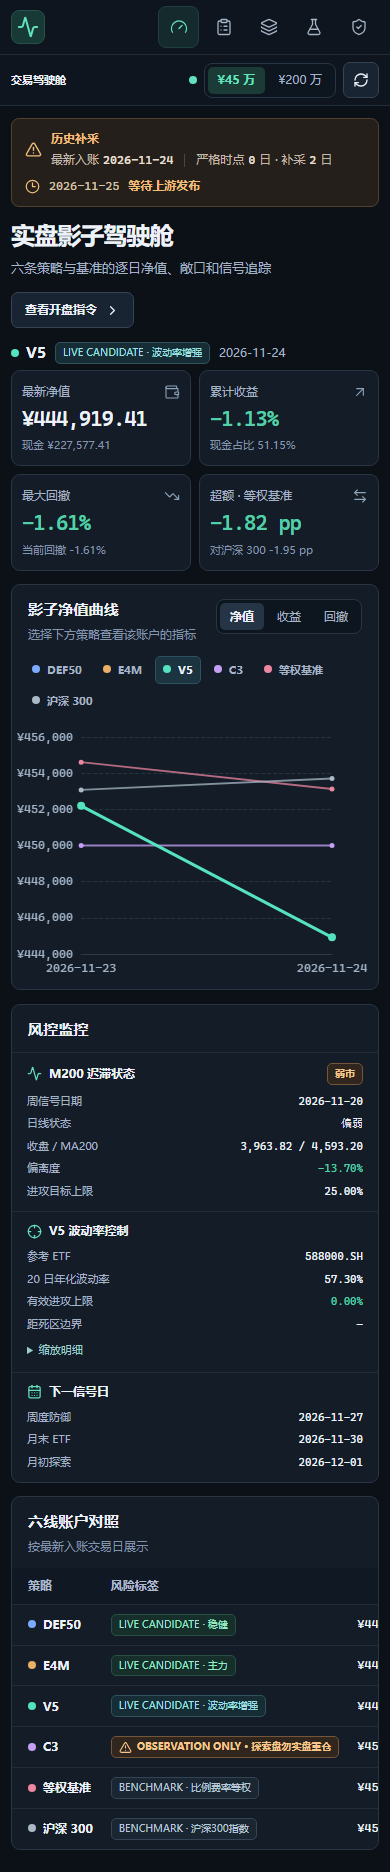 交易驾驶舱
¥45 万
¥200 万
历史补采
最新入账 2026-11-24 | 严格时点 0 日 · 补采 2 日
2026-11-25 等待上游发布
实盘影子驾驶舱
六条策略与基准的逐日净值、敞口和信号追踪
查看开盘指令
V5 LIVE CANDIDATE · 波动率增强 2026-11-24
最新净值
¥444,919.41
现金 ¥227,577.41
累计收益
-1.13%
现金占比 51.15%
最大回撤
-1.61%
当前回撤 -1.61%
超额 · 等权基准
-1.82 pp
对沪深 300 -1.95 pp
影子净值曲线
选择下方策略查看该账户的指标
净值 收益 回撤
DEF50 E4M V5 C3 等权基准
沪深 300
¥456,000
¥454,000
¥452,000
¥450,000
¥448,000
¥446,000
¥444,000
2026-11-23 2026-11-24
风控监控
M200 迟滞状态 弱市
周信号日期 2026-11-20
日线状态 偏弱
收盘 / MA200 3,963.82 / 4,593.20
偏离度 -13.70%
进攻目标上限 25.00%
V5 波动率控制
参考 ETF 588000.SH
20 日年化波动率 57.30%
有效进攻上限 0.00%
距死区边界 —
▶ 缩放明细
下一信号日
周度防御 2026-11-27
月末 ETF 2026-11-30
月初探索 2026-12-01
六线账户对照
按最新入账交易日展示
策略 风险标签
DEF50 LIVE CANDIDATE · 稳健 ¥44
E4M LIVE CANDIDATE · 主力 ¥44
V5 LIVE CANDIDATE · 波动率增强 ¥44
C3 OBSERVATION ONLY • 探索盘勿实盘重仓 ¥45
等权基准 BENCHMARK · 比例费率等权 ¥45
沪深 300 BENCHMARK · 沪深300指数 ¥45